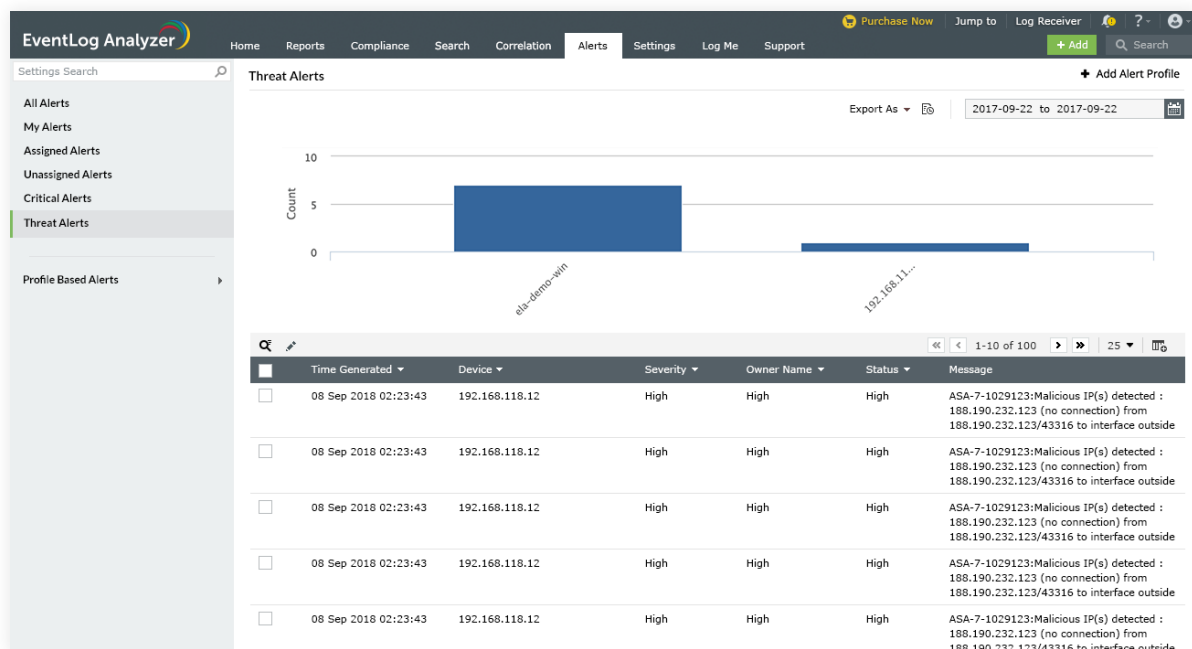 Purchase Now Jump to Log Receiver ?
EventLog Analyzer
Home Reports Compliance Search Correlation Alerts Settings Log Me Support + Add Search
Settings Search
Threat Alerts + Add Alert Profile
All Alerts
My Alerts
Assigned Alerts
Unassigned Alerts
Critical Alerts
Threat Alerts
Profile Based Alerts
Export As 2017-09-22 to 2017-09-22
Count
10
5
0
ela-demo-win 192.168.11...
1-10 of 100 25
Time Generated Device Severity Owner Name Status Message
08 Sep 2018 02:23:43 192.168.118.12 High High High ASA-7-1029123:Malicious IP(s) detected :
188.190.232.123 (no connection) from
188.190.232.123/43316 to interface outside
08 Sep 2018 02:23:43 192.168.118.12 High High High ASA-7-1029123:Malicious IP(s) detected :
188.190.232.123 (no connection) from
188.190.232.123/43316 to interface outside
08 Sep 2018 02:23:43 192.168.118.12 High High High ASA-7-1029123:Malicious IP(s) detected :
188.190.232.123 (no connection) from
188.190.232.123/43316 to interface outside
08 Sep 2018 02:23:43 192.168.118.12 High High High ASA-7-1029123:Malicious IP(s) detected :
188.190.232.123 (no connection) from
188.190.232.123/43316 to interface outside
08 Sep 2018 02:23:43 192.168.118.12 High High High ASA-7-1029123:Malicious IP(s) detected :
188.190.232.123 (no connection) from
188.190.232.123/43316 to interface outside